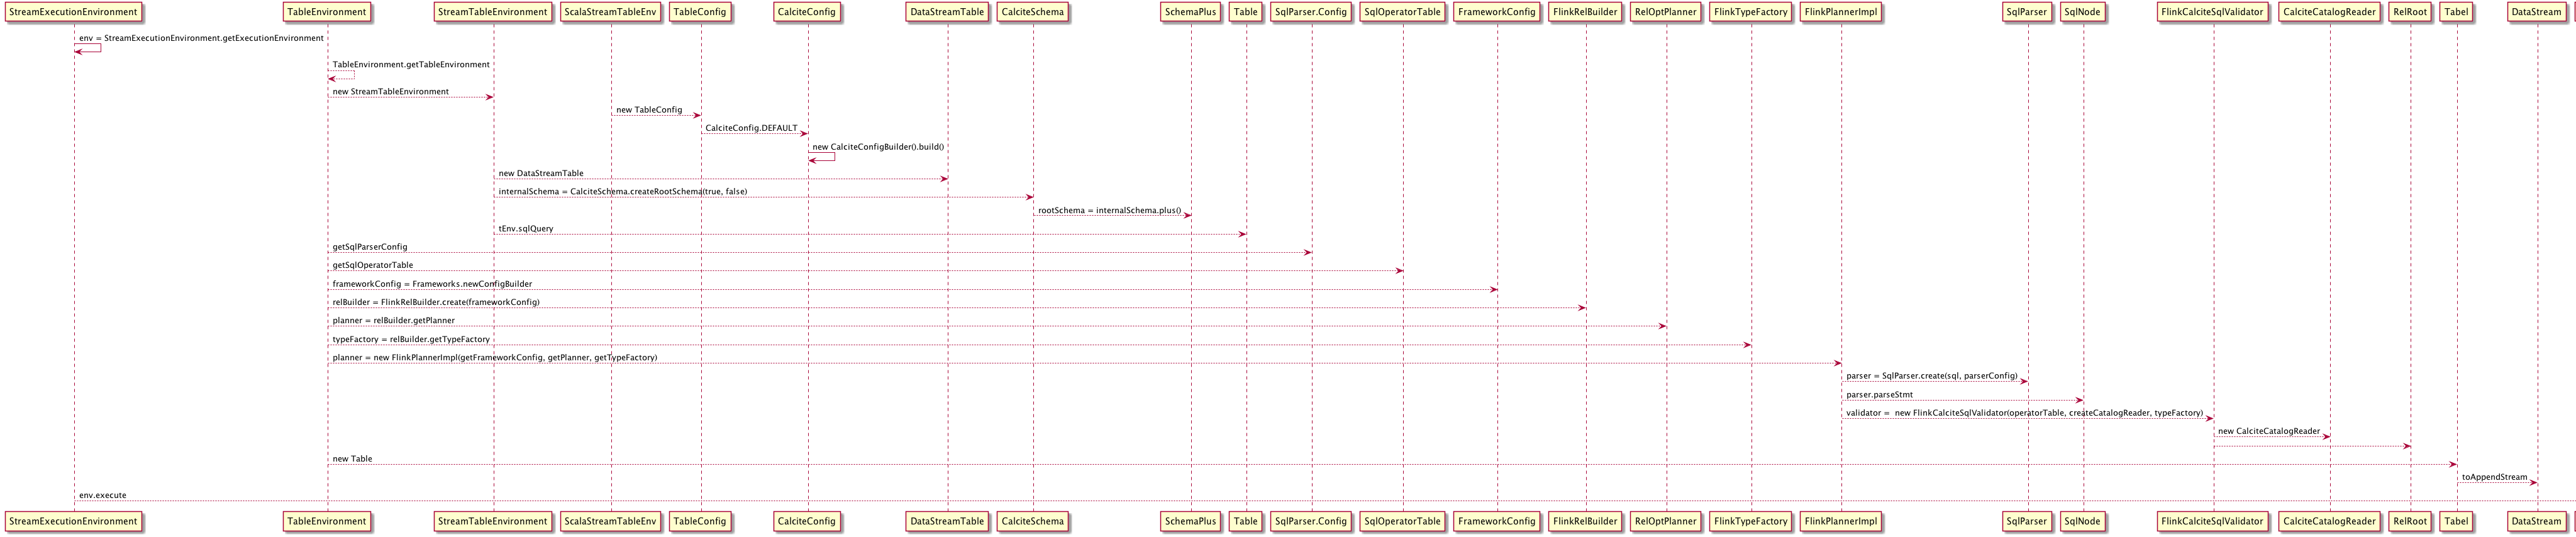 StreamExecutionEnvironment TableEnvironment StreamTableEnvironment ScalaStreamTableEnv TableConfig CalciteConfig DataStreamTable CalciteSchema SchemaPlus Table SqlParser.Config SqlOperatorTable FrameworkConfig FlinkRelBuilder RelOptPlanner FlinkTypeFactory FlinkPlannerImpl SqlParser SqlNode FlinkCalciteSqlValidator CalciteCatalogReader RelRoot Tabel DataStream
env = StreamExecutionEnvironment.getExecutionEnvironment
TableEnvironment.getTableEnvironment
new StreamTableEnvironment
new TableConfig
CalciteConfig.DEFAULT
new CalciteConfigBuilder().build()
new DataStreamTable
internalSchema = CalciteSchema.createRootSchema(true, false)
rootSchema = internalSchema.plus()
tEnv.sqlQuery
getSqlParserConfig
getSqlOperatorTable
frameworkConfig = Frameworks.newConfigBuilder
relBuilder = FlinkRelBuilder.create(frameworkConfig)
planner = relBuilder.getPlanner
typeFactory = relBuilder.getTypeFactory
planner = new FlinkPlannerImpl(getFrameworkConfig, getPlanner, getTypeFactory)
parser = SqlParser.create(sql, parserConfig)
parser.parseStmt
validator =  new FlinkCalciteSqlValidator(operatorTable, createCatalogReader, typeFactory)
new CalciteCatalogReader
new Table
toAppendStream
env.execute
StreamExecutionEnvironment TableEnvironment StreamTableEnvironment ScalaStreamTableEnv TableConfig CalciteConfig DataStreamTable CalciteSchema SchemaPlus Table SqlParser.Config SqlOperatorTable FrameworkConfig FlinkRelBuilder RelOptPlanner FlinkTypeFactory FlinkPlannerImpl SqlParser SqlNode FlinkCalciteSqlValidator CalciteCatalogReader RelRoot Tabel DataStream